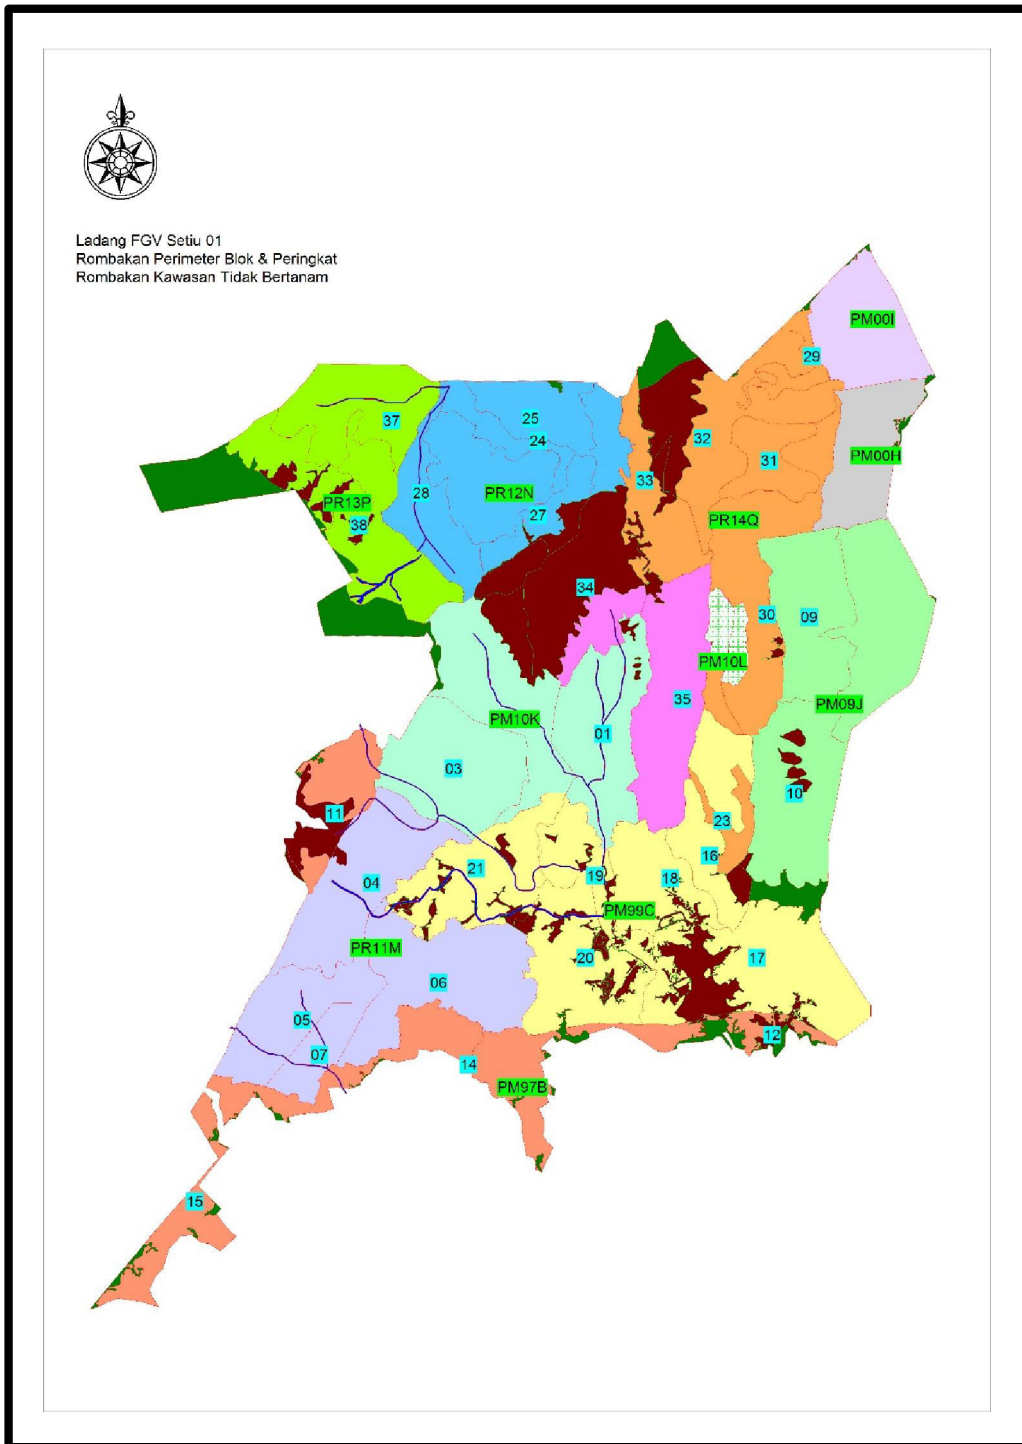 Ladang FGV Setiu 01
Rombakan Perimeter Blok & Peringkat
Rombakan Kawasan Tidak Bertanam
PM00I
29
37
25
32
24
PM00H
31
33
28
PR12N
PR13P
27
PR14Q
38
34
30
09
PM10L
35
PM09J
PM10K
01
03
10
11
23
16
21
19
18
04
PM99C
PR11M
20
17
06
05
12
07
14
PM97B
15